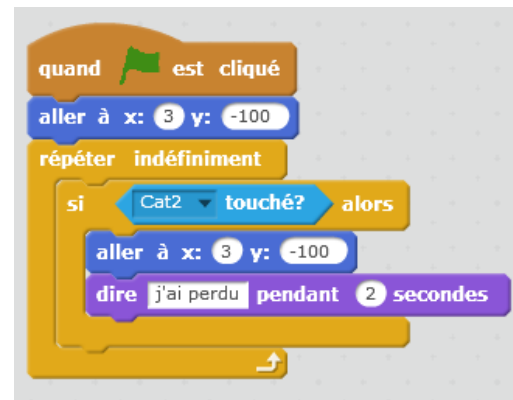 quand est cliqué
aller à x: 3 y: -100
répéter indéfiniment
si Cat2 touché? alors
aller à x: 3 y: -100
dire j'ai perdu pendant 2 secondes